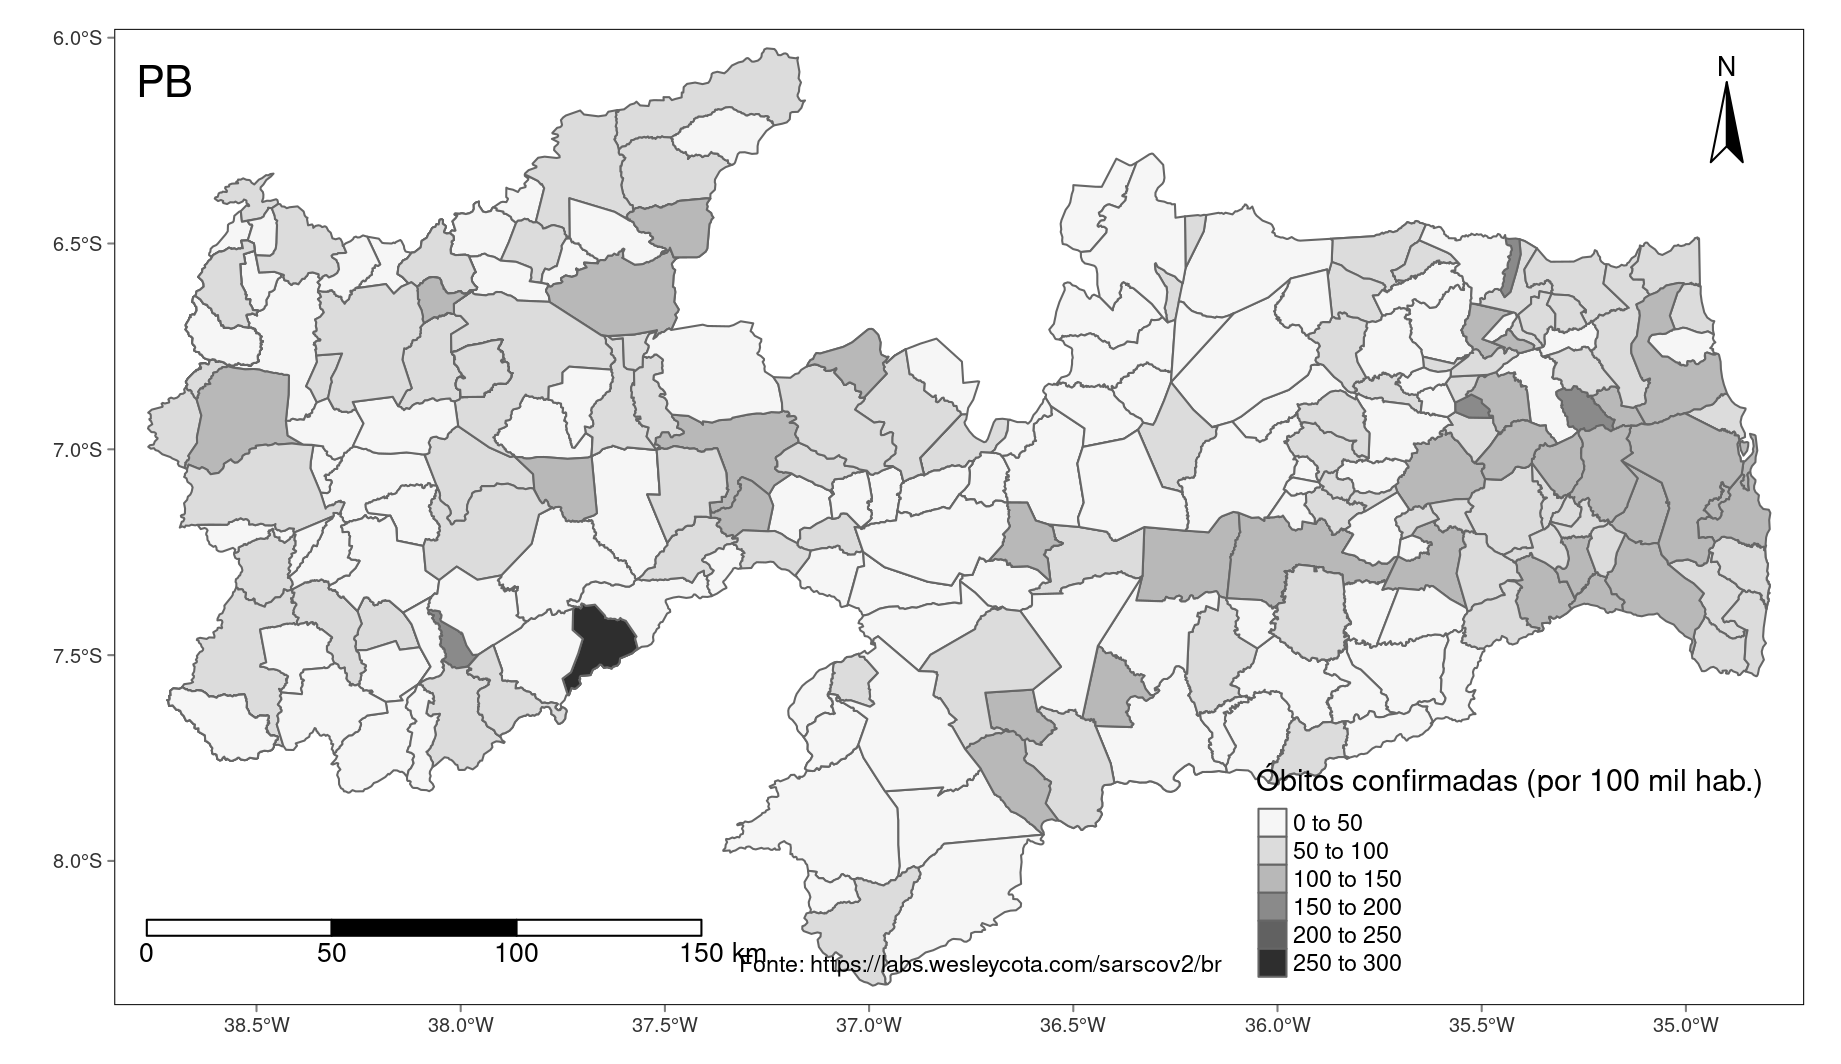 PB
N
6.0°S
6.5°S
7.0°S
7.5°S
8.0°S
Óbitos confirmadas (por 100 mil hab.)
0 to 50
50 to 100
100 to 150
150 to 200
200 to 250
250 to 300
0 50 100 150 km
Fonte: https://labs.wesleycota.com/sarscov2/br
38.5°W 38.0°W 37.5°W 37.0°W 36.5°W 36.0°W 35.5°W 35.0°W